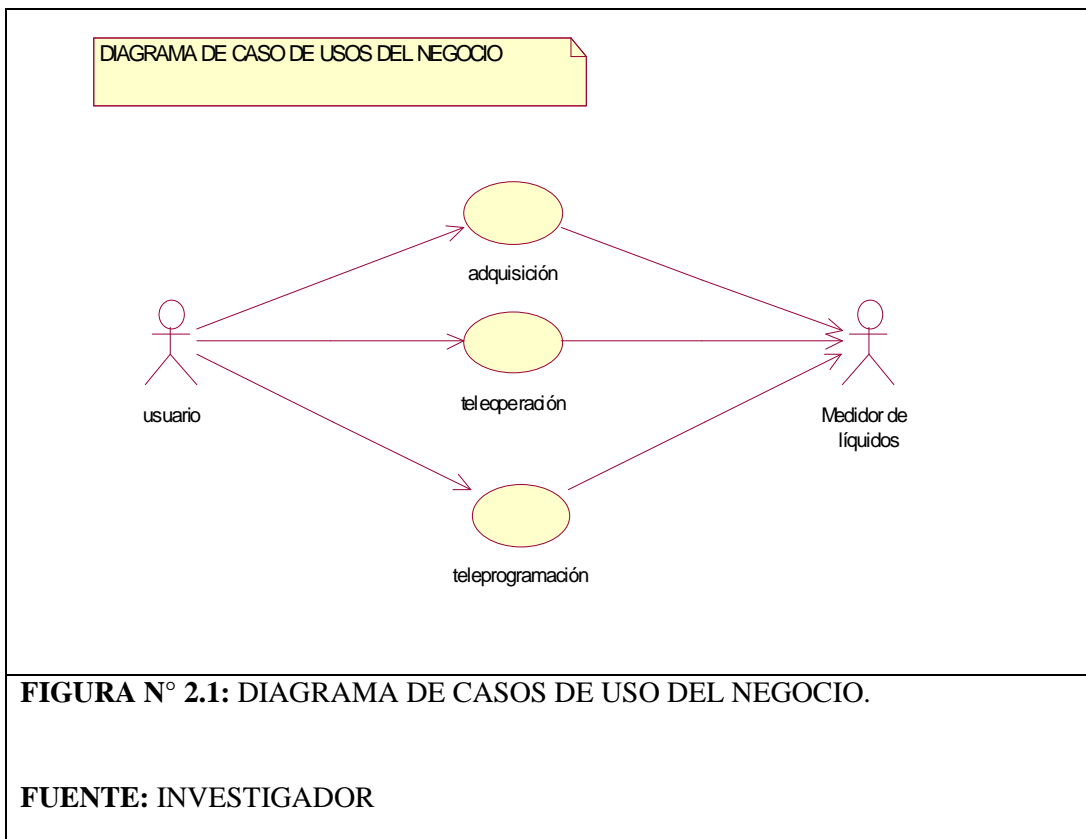 DIAGRAMA DE CASO DE USOS DEL NEGOCIO
adquisición
usuario
teleoperación
Medidor de
líquidos
teleprogramación
FIGURA N° 2.1: DIAGRAMA DE CASOS DE USO DEL NEGOCIO.
FUENTE: INVESTIGADOR